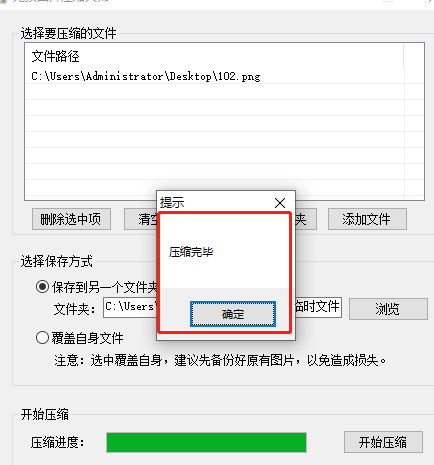 选择要压缩的文件
文件路径
C:\Users\Administrator\Desktop\102.png
提示
删除选中项
清空
夹
添加文件
压缩完毕
选择保存方式
保存到另一个文件夹
文件夹：
C:\Users\
临时文件
浏览
确定
覆盖自身文件
注意：选中覆盖自身，建议先备份好原有图片，以免造成损失。
开始压缩
压缩进度：
开始压缩